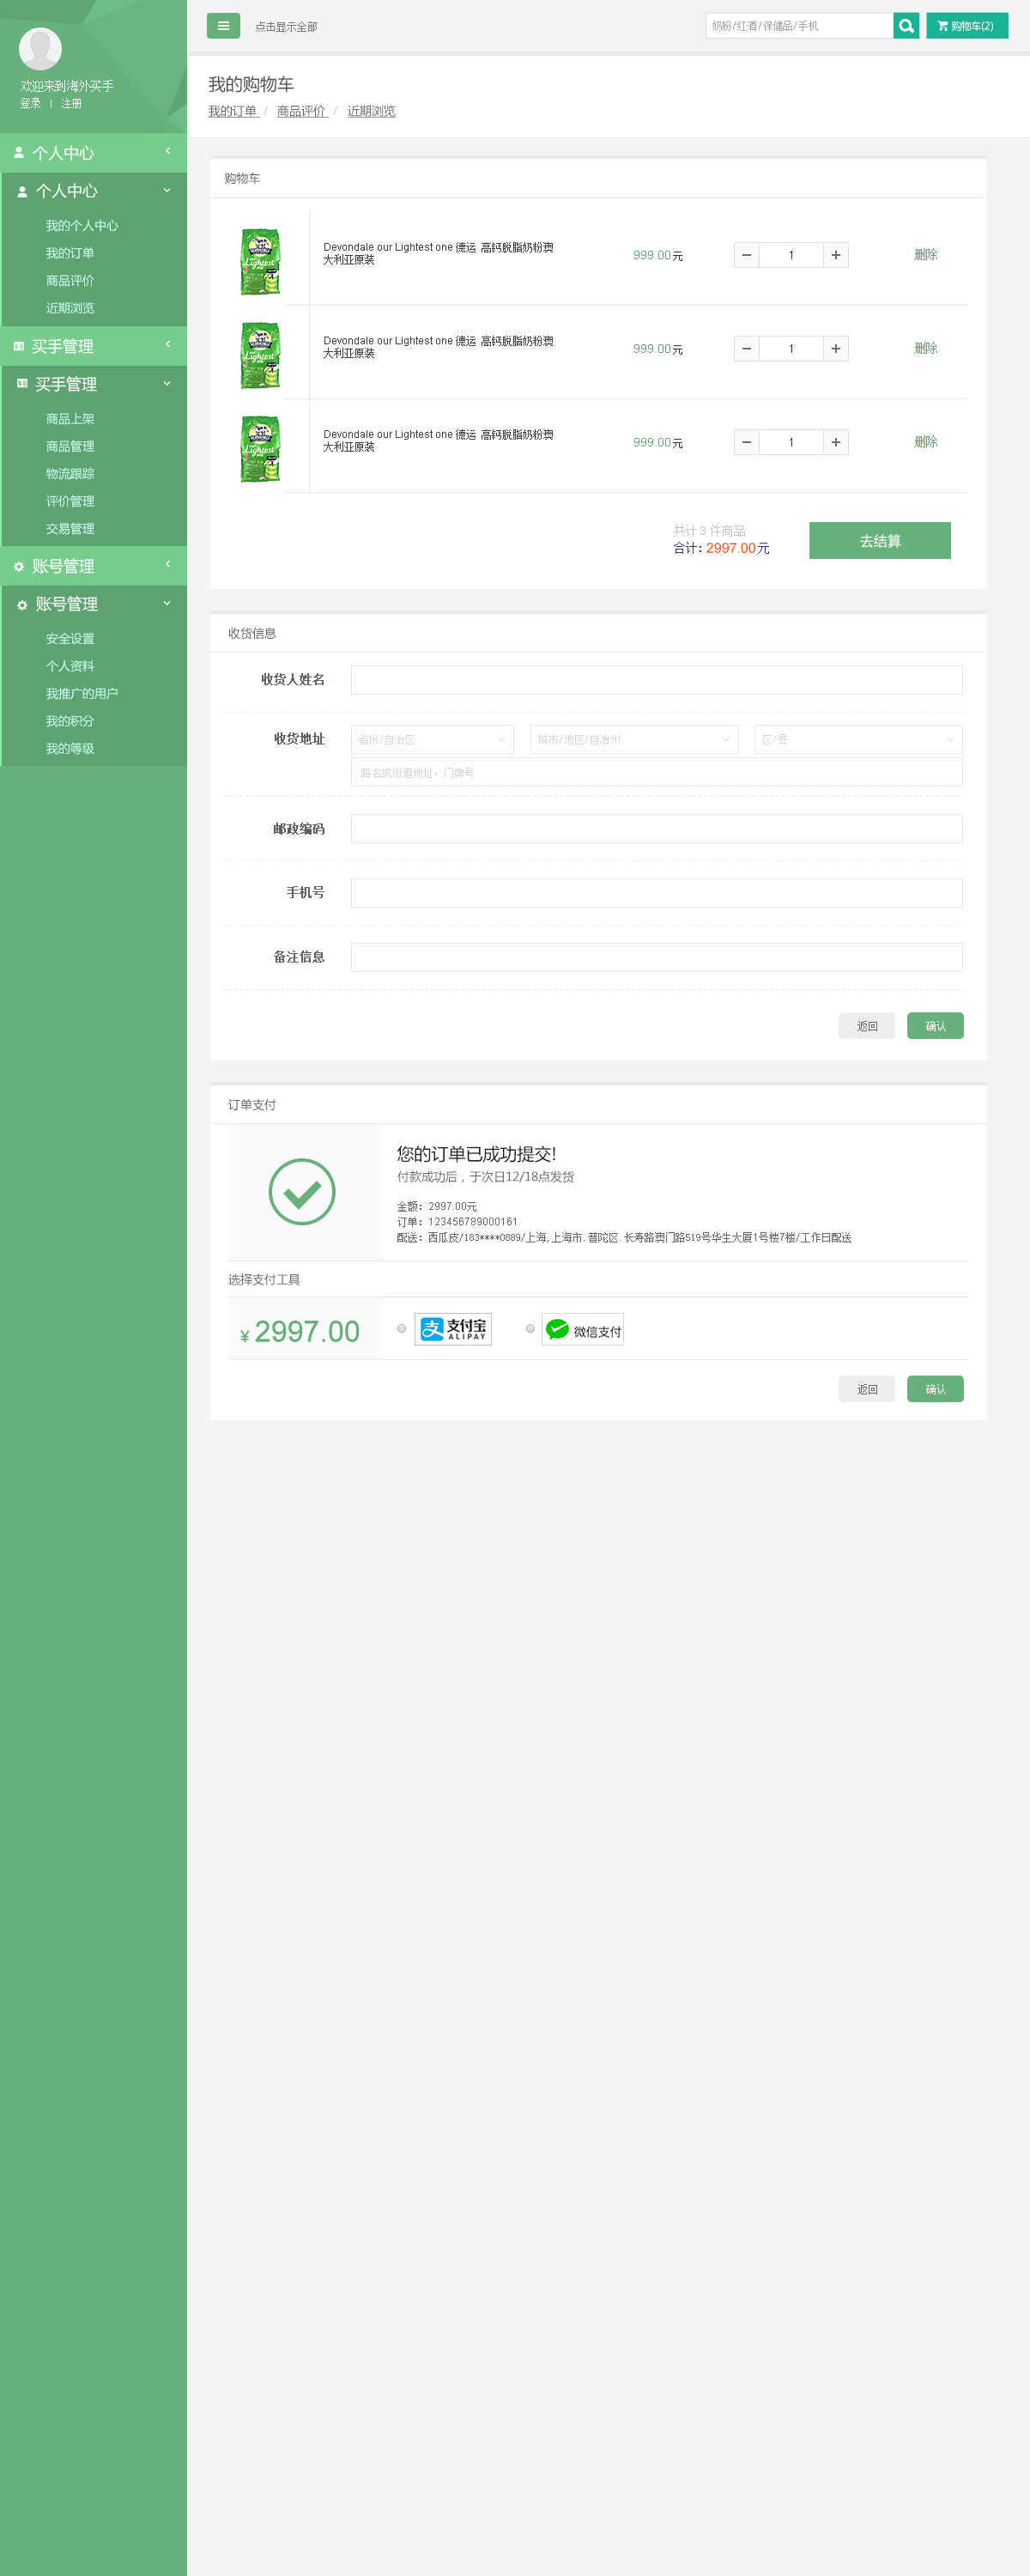 欢迎来到海外买手
登录 | 注册
个人中心
个人中心
我的个人中心
我的订单
商品评价
近期浏览
买手管理
买手管理
商品上架
商品管理
物流跟踪
评价管理
交易管理
账号管理
账号管理
安全设置
个人资料
我推广的用户
我的积分
我的等级
点击显示全部
奶粉/红酒/保健品/手机
购物车(2)
我的购物车
我的订单 / 商品评价 / 近期浏览
购物车
Devondale our Lightest one 德运 高钙脱脂奶粉澳
大利亚原装
999.00元
1
删除
Devondale our Lightest one 德运 高钙脱脂奶粉澳
大利亚原装
999.00元
1
删除
Devondale our Lightest one 德运 高钙脱脂奶粉澳
大利亚原装
999.00元
1
删除
Lightest
Lightest
Lightest
共计 3 件商品
合计：2997.00元
去结算
收货信息
收货人姓名
收货地址
省份/自治区
城市/地区/自治州
区/县
路名或街道地址，门牌号
邮政编码
手机号
备注信息
返回
确认
订单支付
您的订单已成功提交!
付款成功后，于次日12/18点发货
金额：2997.00元
订单：123456789000161
配送：西瓜皮/183****0889/上海,上海市.普陀区.长寿路澳门路519号华生大厦1号楼7楼/工作日配送
选择支付工具
¥ 2997.00
支 支付宝
ALIPAY
微信支付
返回
确认